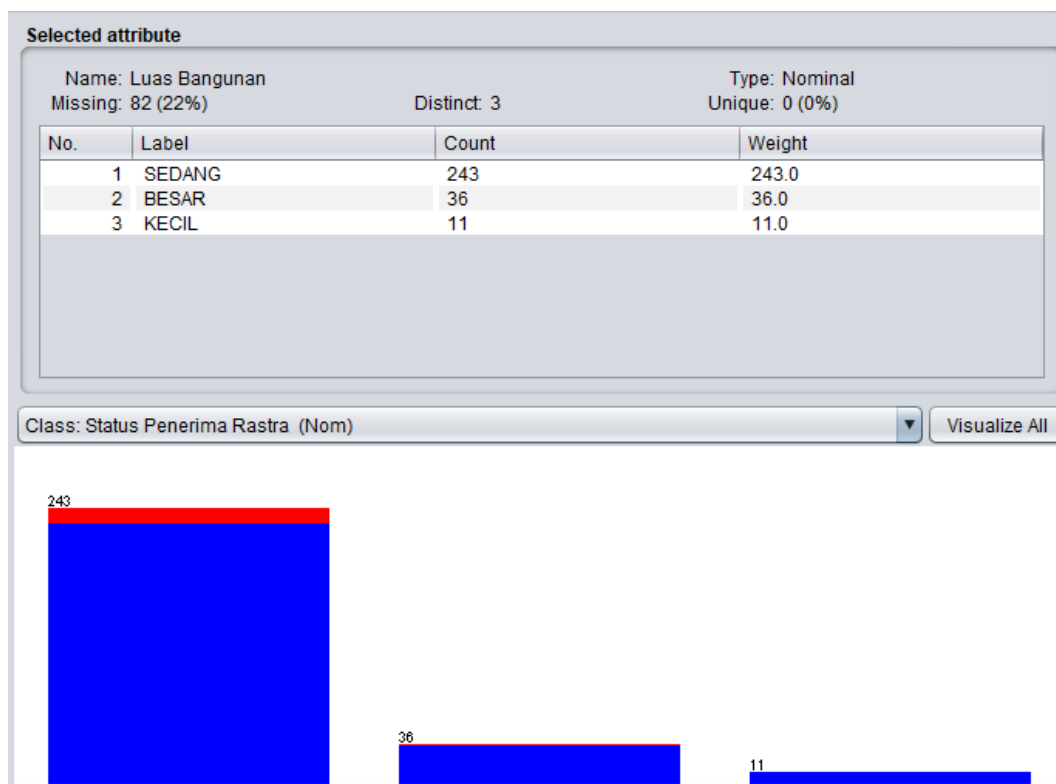 Selected attribute
Name: Luas Bangunan Type: Nominal
Missing: 82 (22%) Distinct: 3 Unique: 0 (0%)
No. Label Count Weight
1 SEDANG 243 243.0
2 BESAR 36 36.0
3 KECIL 11 11.0
Class: Status Penerima Rastra (Nom) Visualize All
243
36
11